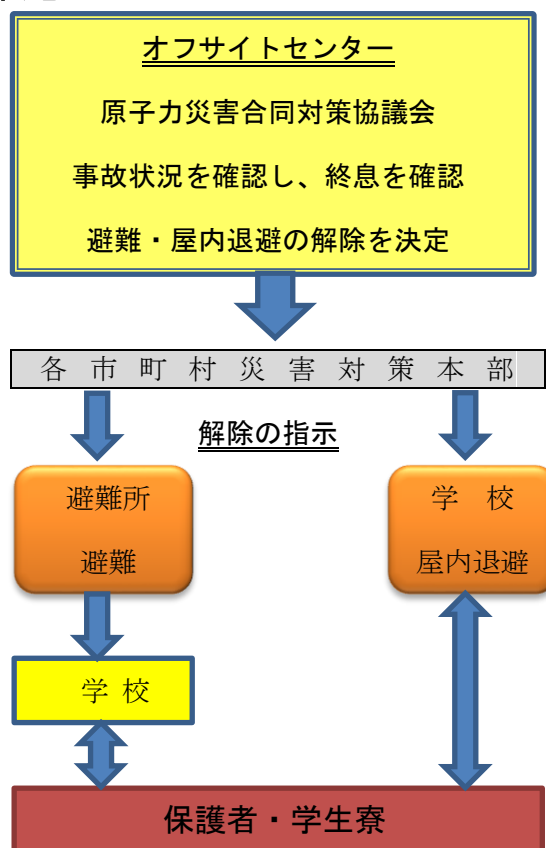 オフサイトセンター
原子力災害合同対策協議会
事故状況を確認し、終息を確認
避難・屋内退避の解除を決定
各市町村災害対策本部
解除の指示
避難所
避難
学　校
屋内退避
学 校
保護者・学生寮